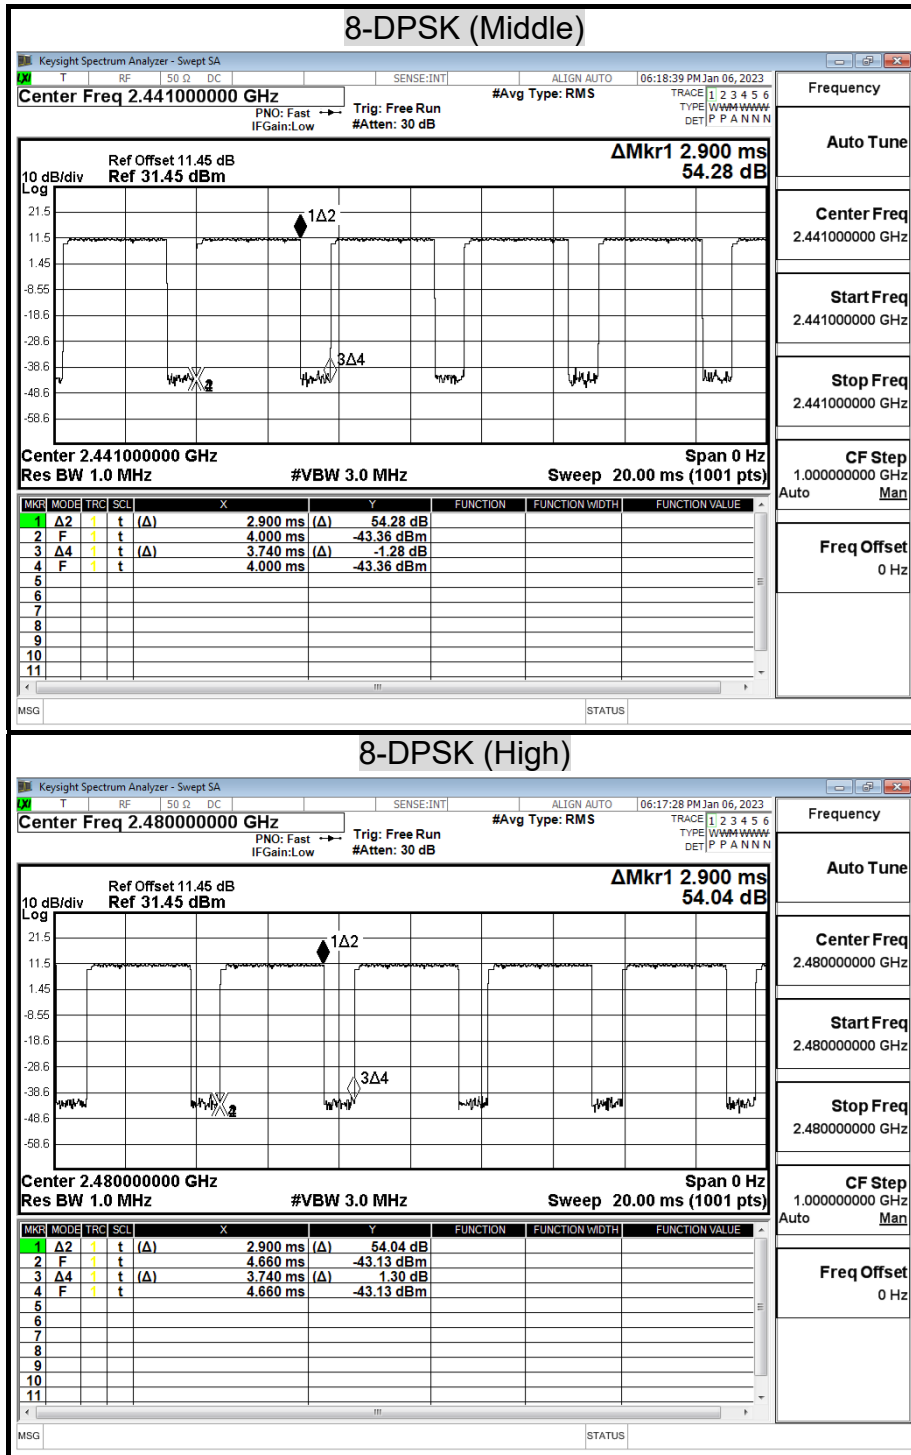 8-DPSK (Middle)
Keysight Spectrum Analyzer - Swept SA
LXI T RF 50 Ω DC SENSE:INT ALIGN AUTO 06:18:39 PM Jan 06, 2023
Center Freq 2.441000000 GHz #Avg Type: RMS TRACE 1 2 3 4 5 6
PNO: Fast Trig: Free Run TYPE WWMWWWW
IFGain:Low #Atten: 30 dB DET P P A N N N
Frequency
Auto Tune
Center Freq
2.441000000 GHz
Start Freq
2.441000000 GHz
Stop Freq
2.441000000 GHz
CF Step
1.000000000 GHz
Auto Man
Freq Offset
0 Hz
ΔMkr1 2.900 ms
54.28 dB
Ref Offset 11.45 dB
10 dB/div Ref 31.45 dBm
Log
21.5
11.5
1.45
-8.55
-18.6
-28.6
-38.6
-48.6
-58.6
1Δ2
3Δ4
Center 2.441000000 GHz Span 0 Hz
Res BW 1.0 MHz #VBW 3.0 MHz Sweep 20.00 ms (1001 pts)
MKR MODE TRC SCL X Y FUNCTION FUNCTION WIDTH FUNCTION VALUE
1 Δ2 1 t (Δ) 2.900 ms (Δ) 54.28 dB
2 F 1 t 4.000 ms -43.36 dBm
3 Δ4 1 t (Δ) 3.740 ms (Δ) -1.28 dB
4 F 1 t 4.000 ms -43.36 dBm
5
6
7
8
9
10
11
MSG STATUS
8-DPSK (High)
Keysight Spectrum Analyzer - Swept SA
LXI T RF 50 Ω DC SENSE:INT ALIGN AUTO 06:17:28 PM Jan 06, 2023
Center Freq 2.480000000 GHz #Avg Type: RMS TRACE 1 2 3 4 5 6
PNO: Fast Trig: Free Run TYPE WWMWWWW
IFGain:Low #Atten: 30 dB DET P P A N N N
Frequency
Auto Tune
Center Freq
2.480000000 GHz
Start Freq
2.480000000 GHz
Stop Freq
2.480000000 GHz
CF Step
1.000000000 GHz
Auto Man
Freq Offset
0 Hz
ΔMkr1 2.900 ms
54.04 dB
Ref Offset 11.45 dB
10 dB/div Ref 31.45 dBm
Log
21.5
11.5
1.45
-8.55
-18.6
-28.6
-38.6
-48.6
-58.6
1Δ2
3Δ4
Center 2.480000000 GHz Span 0 Hz
Res BW 1.0 MHz #VBW 3.0 MHz Sweep 20.00 ms (1001 pts)
MKR MODE TRC SCL X Y FUNCTION FUNCTION WIDTH FUNCTION VALUE
1 Δ2 1 t (Δ) 2.900 ms (Δ) 54.04 dB
2 F 1 t 4.660 ms -43.13 dBm
3 Δ4 1 t (Δ) 3.740 ms (Δ) 1.30 dB
4 F 1 t 4.660 ms -43.13 dBm
5
6
7
8
9
10
11
MSG STATUS